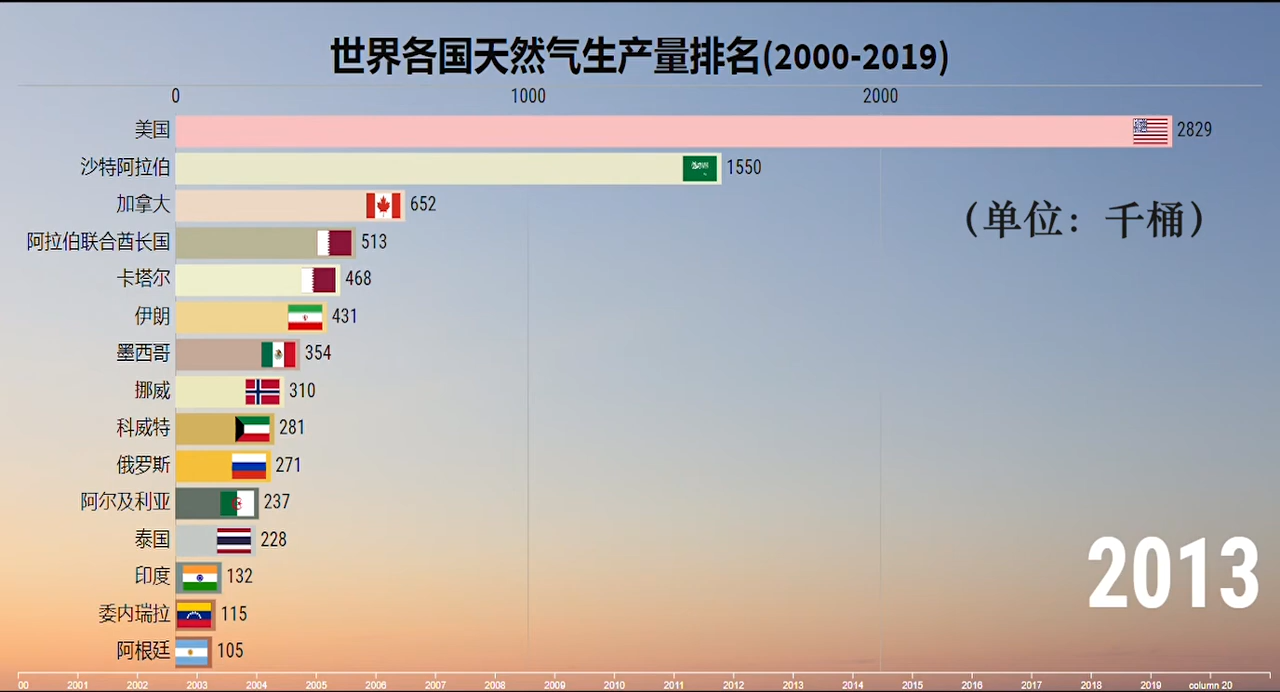 世界各国天然气生产量排名(2000-2019)
0 1000 2000
美国 2829
沙特阿拉伯 1550
加拿大 652
(单位：千桶)
阿拉伯联合酋长国 513
卡塔尔 468
伊朗 431
墨西哥 354
挪威 310
科威特 281
俄罗斯 271
阿尔及利亚 237
泰国 228
印度 132
2013
委内瑞拉 115
阿根廷 105
00 2001 2002 2003 2004 2005 2006 2007 2008 2009 2010 2011 2012 2013 2014 2015 2016 2017 2018 2019 column 20